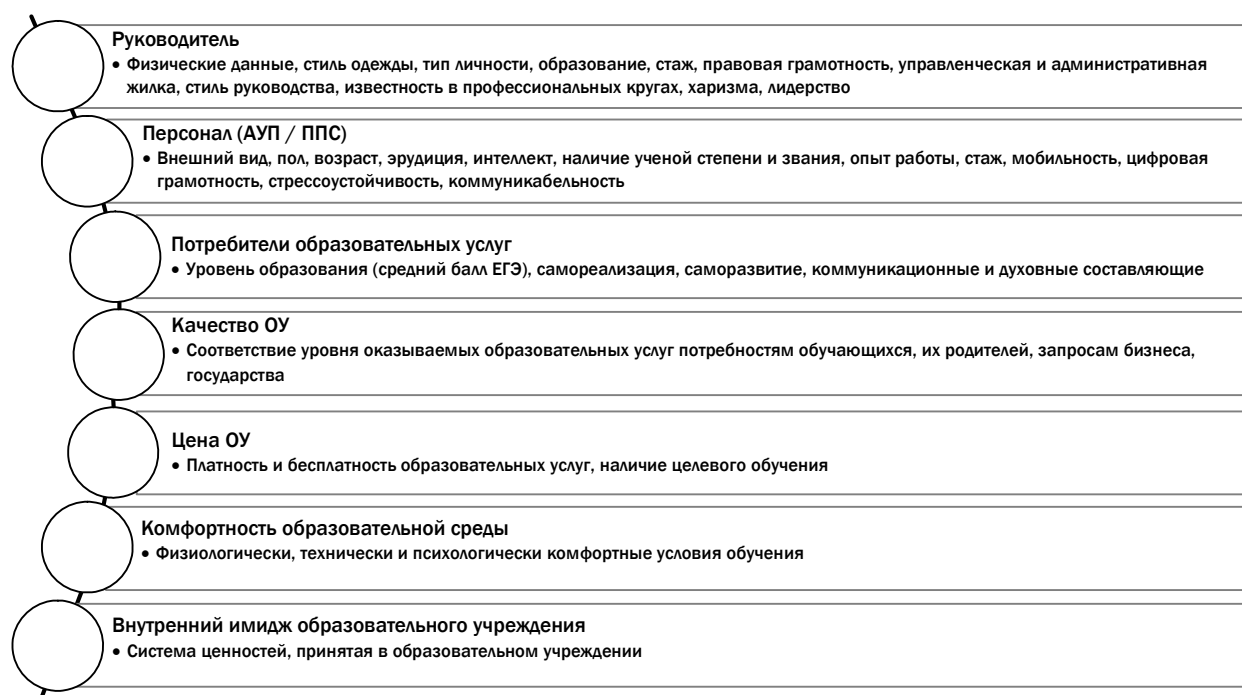 Руководитель
• Физические данные, стиль одежды, тип личности, образование, стаж, правовая грамотность, управленческая и административная
жилка, стиль руководства, известность в профессиональных кругах, харизма, лидерство
Персонал (АУП / ППС)
• Внешний вид, пол, возраст, эрудиция, интеллект, наличие ученой степени и звания, опыт работы, стаж, мобильность, цифровая
грамотность, стрессоустойчивость, коммуникабельность
Потребители образовательных услуг
• Уровень образования (средний балл ЕГЭ), самореализация, саморазвитие, коммуникационные и духовные составляющие
Качество ОУ
• Соответствие уровня оказываемых образовательных услуг потребностям обучающихся, их родителей, запросам бизнеса,
государства
Цена ОУ
• Платность и бесплатность образовательных услуг, наличие целевого обучения
Комфортность образовательной среды
• Физиологически, технически и психологически комфортные условия обучения
Внутренний имидж образовательного учреждения
• Система ценностей, принятая в образовательном учреждении